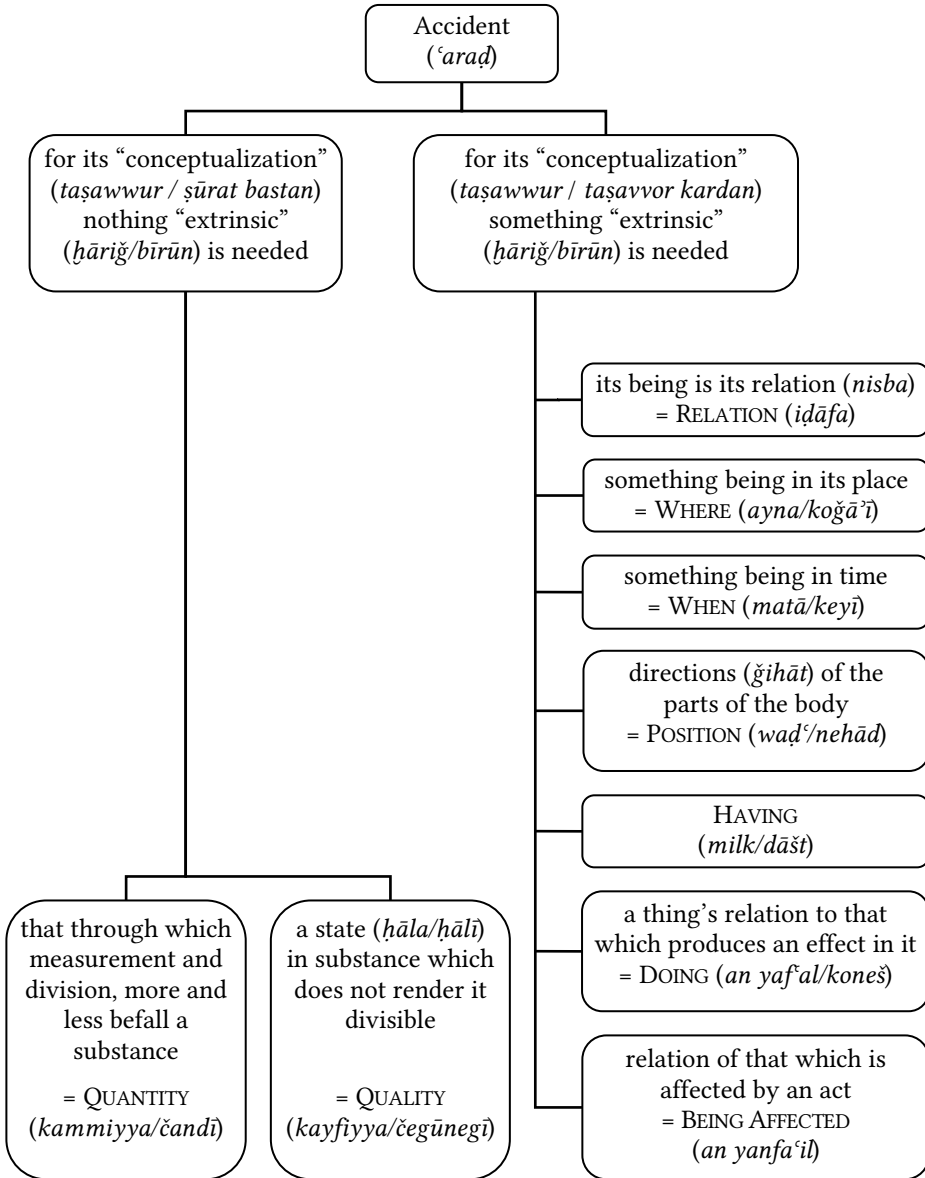 Accident
(ʿaraḍ)
for its “conceptualization”
(taṣawwur / ṣūrat bastan)
nothing “extrinsic”
(ḫāriǧ/bīrūn) is needed
for its “conceptualization”
(taṣawwur / taṣavvor kardan)
something “extrinsic”
(ḫāriǧ/bīrūn) is needed
its being is its relation (nisba)
= RELATION (iḍāfa)
something being in its place
= WHERE (ayna/koǧāʾī)
something being in time
= WHEN (matā/keyī)
directions (ǧihāt) of the
parts of the body
= POSITION (waḍʿ/nehād)
HAVING
(milk/dāšt)
a thing’s relation to that
which produces an effect in it
= DOING (an yafʿal/koneš)
relation of that which is
affected by an act
= BEING AFFECTED
(an yanfaʿil)
that through which
measurement and
division, more and
less befall a
substance
= QUANTITY
(kammiyya/čandī)
a state (ḥāla/ḥālī)
in substance which
does not render it
divisible
= QUALITY
(kayfiyya/čegūnegī)